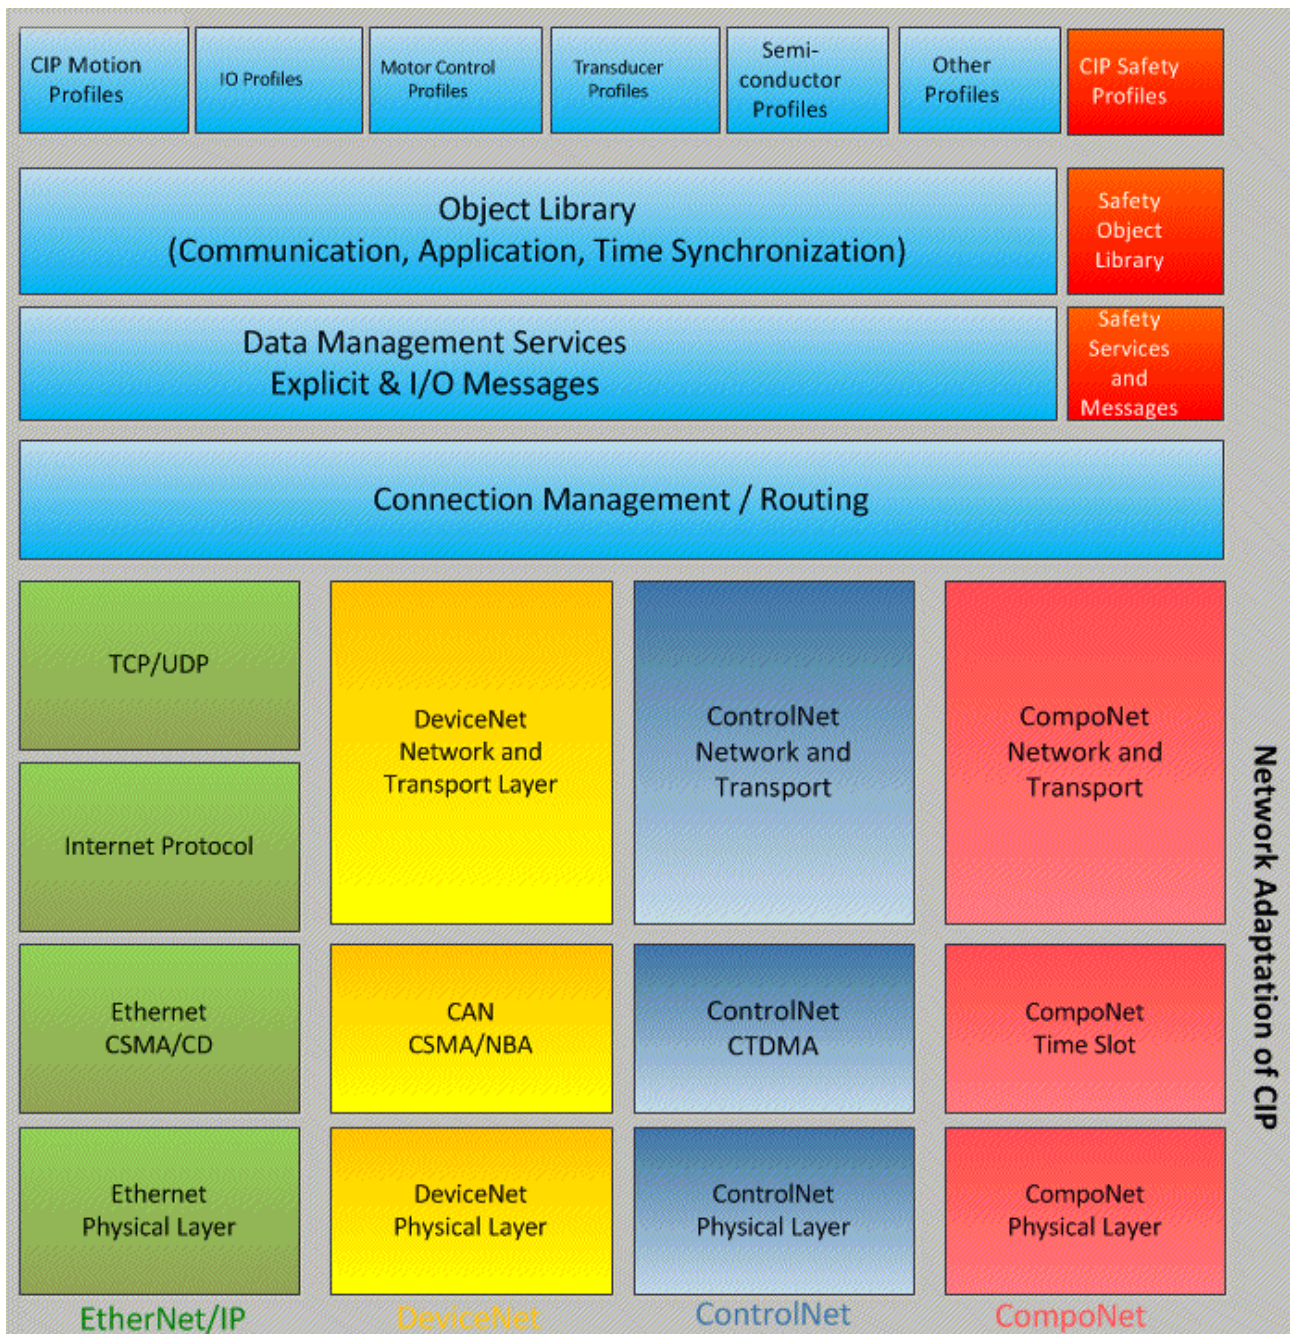 CIP Motion
Profiles
IO Profiles
Motor Control
Profiles
Transducer
Profiles
Semi-
conductor
Profiles
Other
Profiles
CIP Safety
Profiles
Object Library
(Communication, Application, Time Synchronization)
Safety
Object
Library
Data Management Services
Explicit & I/O Messages
Safety
Services
and
Messages
Connection Management / Routing
TCP/UDP
Internet Protocol
DeviceNet
Network and
Transport Layer
ControlNet
Network and
Transport
CompoNet
Network and
Transport
Ethernet
CSMA/CD
CAN
CSMA/NBA
ControlNet
CTDMA
CompoNet
Time Slot
Ethernet
Physical Layer
DeviceNet
Physical Layer
ControlNet
Physical Layer
CompoNet
Physical Layer
EtherNet/IP
DeviceNet
ControlNet
CompoNet
Network Adaptation of CIP